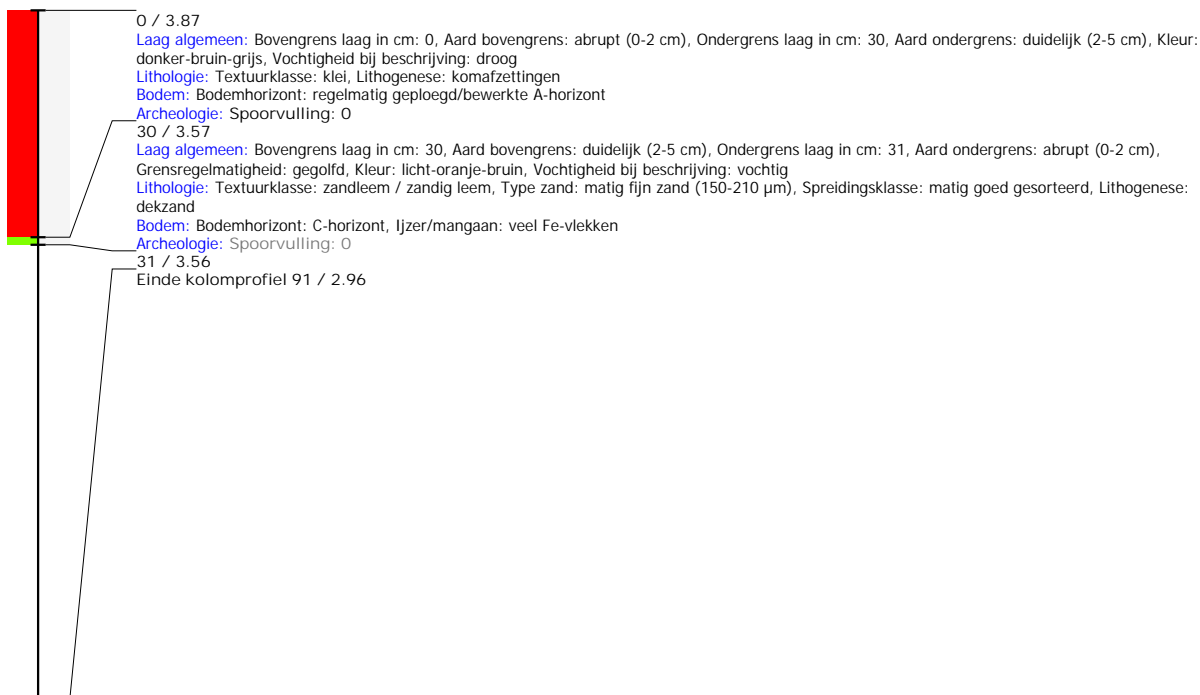 0 / 3.87
Laag algemeen: Bovengrens laag in cm: 0, Aard bovengrens: abrupt (0-2 cm), Ondergrens laag in cm: 30, Aard ondergrens: duidelijk (2-5 cm), Kleur:
donker-bruin-grijs, Vochtigheid bij beschrijving: droog
Lithologie: Textuurklasse: klei, Lithogenese: komafzettingen
Bodem: Bodemhorizont: regelmatig geploegd/bewerkte A-horizont
Archeologie: Spoorvulling: 0
30 / 3.57
Laag algemeen: Bovengrens laag in cm: 30, Aard bovengrens: duidelijk (2-5 cm), Ondergrens laag in cm: 31, Aard ondergrens: abrupt (0-2 cm),
Grensregelmatigheid: gegolfd, Kleur: licht-oranje-bruin, Vochtigheid bij beschrijving: vochtig
Lithologie: Textuurklasse: zandleem / zandig leem, Type zand: matig fijn zand (150-210 µm), Spreidingsklasse: matig goed gesorteerd, Lithogenese:
dekzand
Bodem: Bodemhorizont: C-horizont, Ijzer/mangaan: veel Fe-vlekken
Archeologie: Spoorvulling: 0
31 / 3.56
Einde kolomprofiel 91 / 2.96